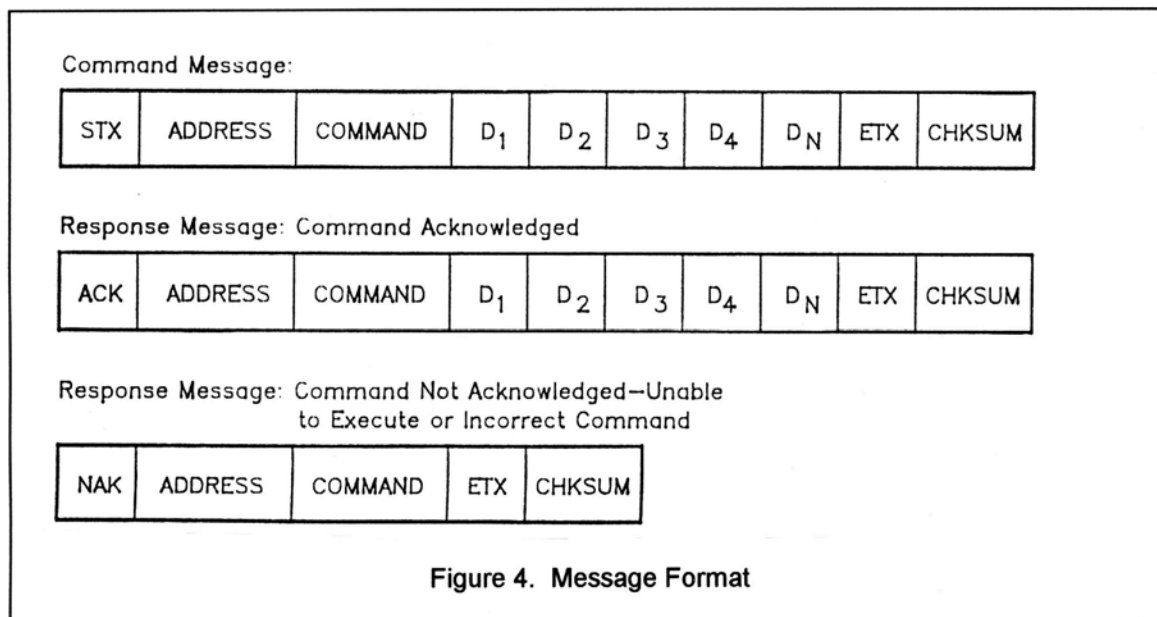 Command Message:
STX ADDRESS COMMAND D1 D2 D3 D4 DN ETX CHKSUM
Response Message: Command Acknowledged
ACK ADDRESS COMMAND D1 D2 D3 D4 DN ETX CHKSUM
Response Message: Command Not Acknowledged–Unable
to Execute or Incorrect Command
NAK ADDRESS COMMAND ETX CHKSUM
Figure 4. Message Format